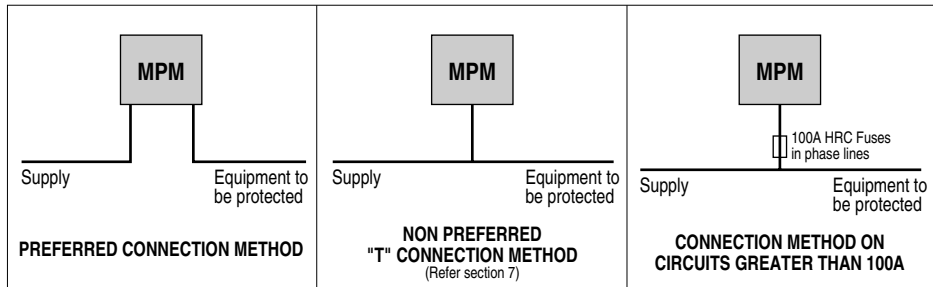 MPM
Supply
Equipment to
be protected
PREFERRED CONNECTION METHOD
MPM
Supply
Equipment to
be protected
NON PREFERRED
"T" CONNECTION METHOD
(Refer section 7)
MPM
100A HRC Fuses
in phase lines
Supply
Equipment to
be protected
CONNECTION METHOD ON
CIRCUITS GREATER THAN 100A